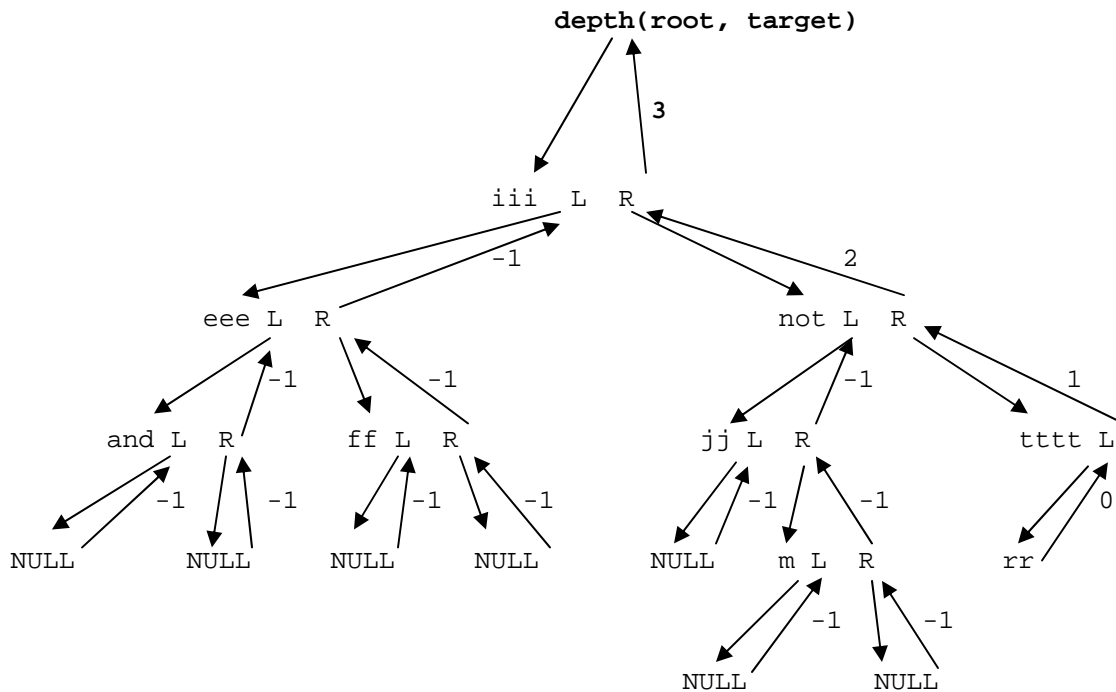 depth(root, target)
3
iii L R
-1 2
eee L R not L R
-1 -1 -1 1
and L R ff L R jj L R tttt L
-1 -1 -1 -1 -1 -1 0
NULL NULL NULL NULL NULL m L R rr
-1 -1
NULL NULL